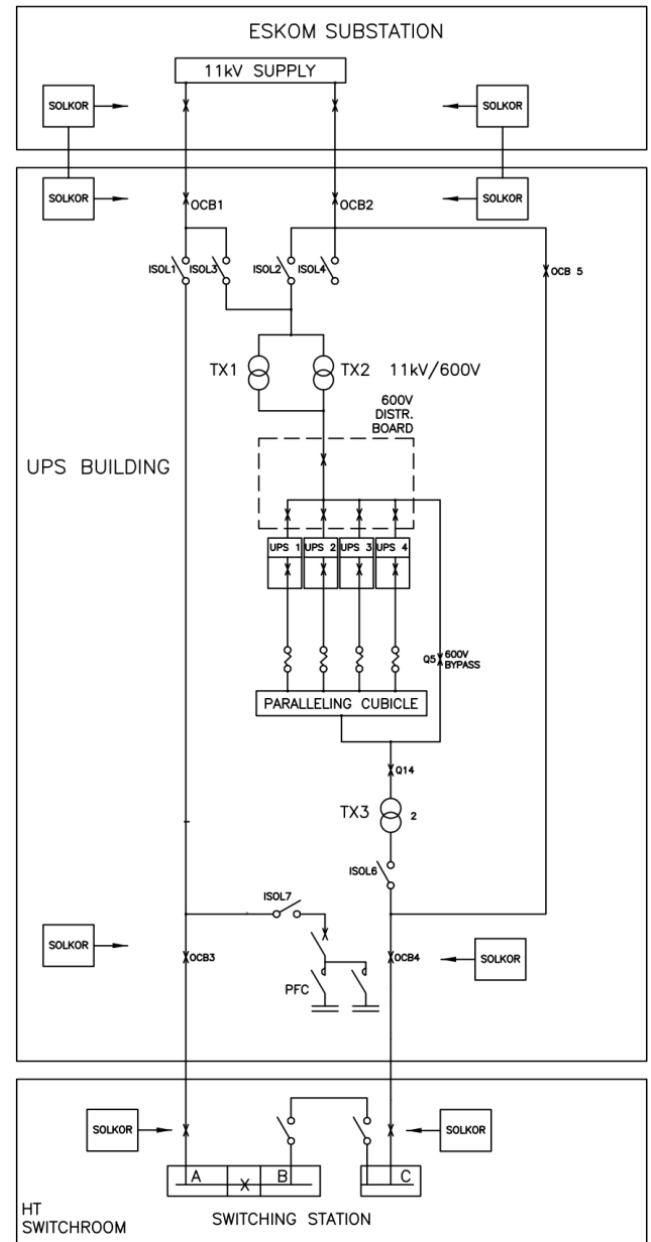 ESKOM SUBSTATION
11kV SUPPLY
SOLKOR
SOLKOR
SOLKOR
SOLKOR
OCB1
OCB2
ISOL1
ISOL3
ISOL2
ISOL4
OCB 5
TX1
TX2 11kV/600V
600V
DISTR.
BOARD
UPS BUILDING
UPS 1
UPS 2
UPS 3
UPS 4
Q5
600V
BYPASS
PARALLELING CUBICLE
Q14
TX3
2
ISOL6
ISOL7
SOLKOR
OCB3
OCB4
SOLKOR
PFC
SOLKOR
SOLKOR
A
B
C
HT
SWITCHROOM
SWITCHING STATION